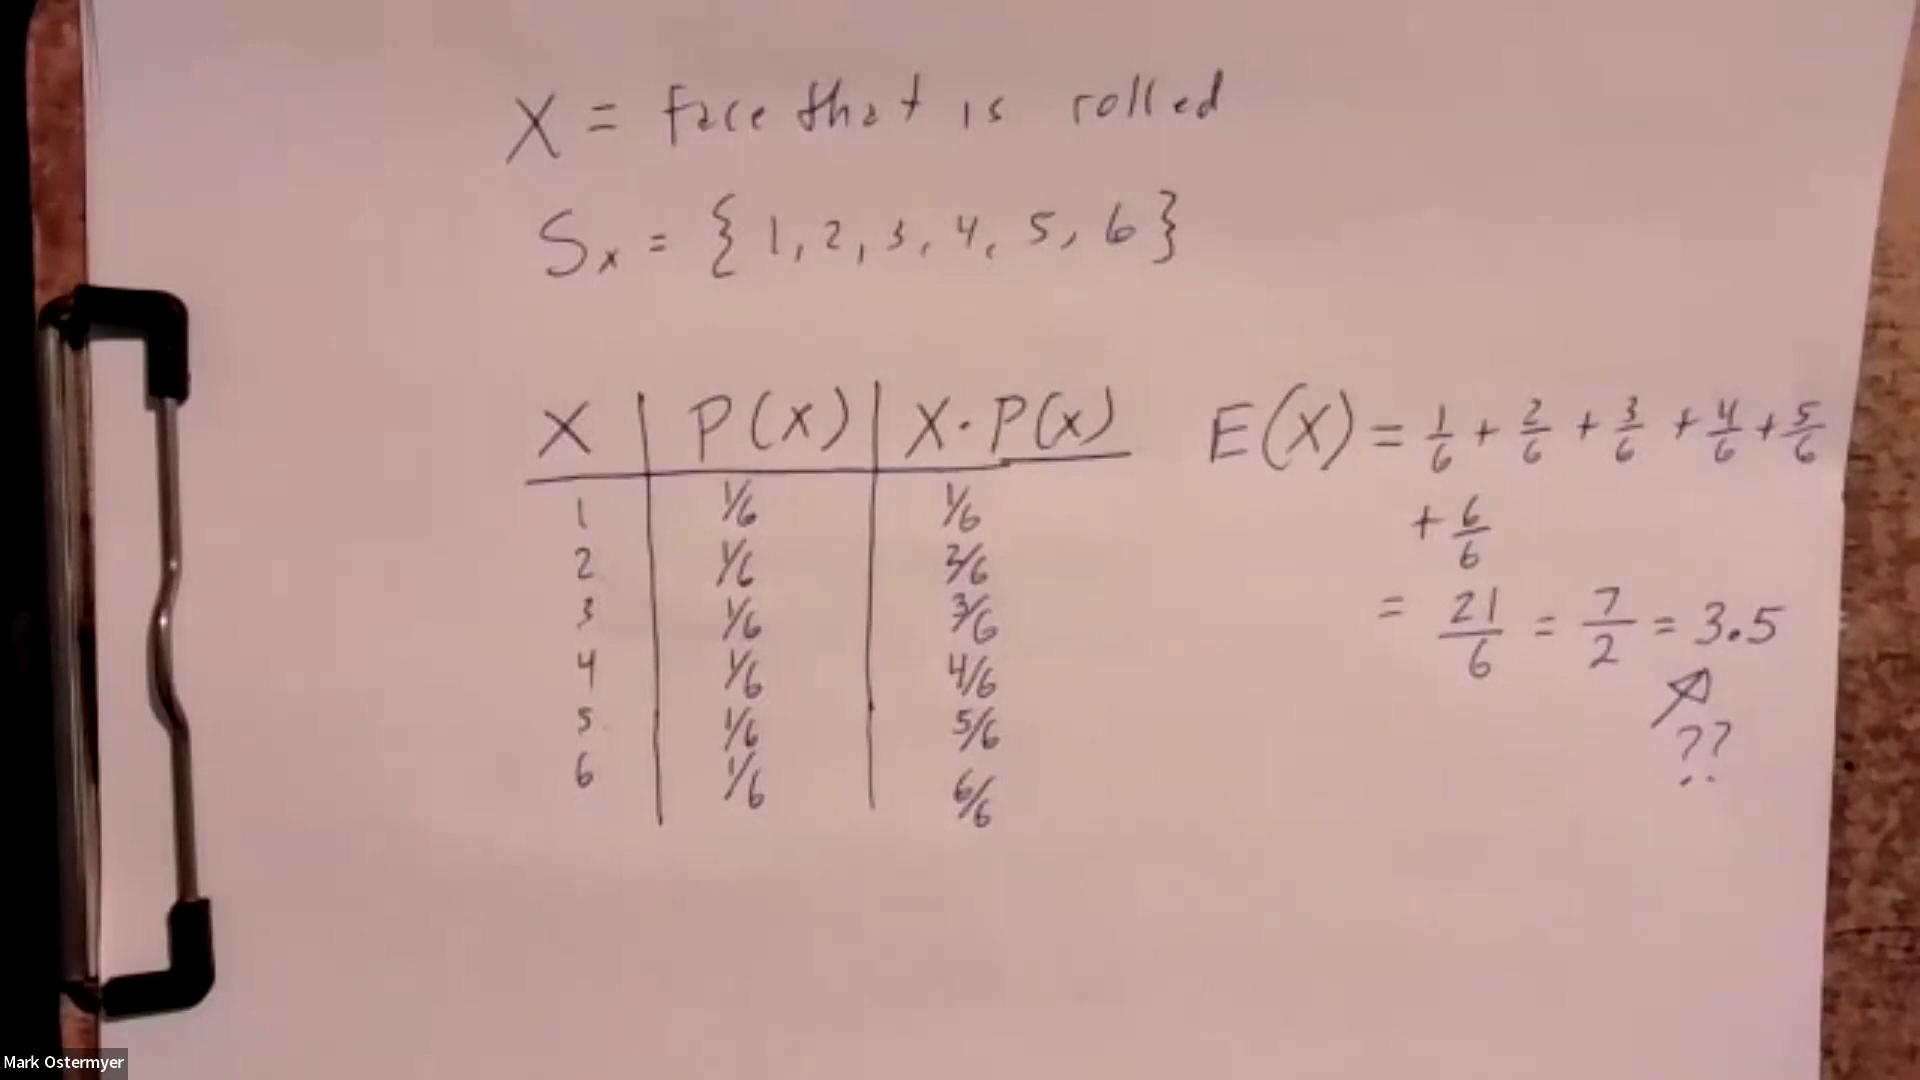 X = face that is rolled
Sx = {1, 2, 3, 4, 5, 6}
X | P(X) | X·P(x)
1 | 1/6 | 1/6
2 | 1/6 | 2/6
3 | 1/6 | 3/6
4 | 1/6 | 4/6
5 | 1/6 | 5/6
6 | 1/6 | 6/6
E(X) = 1/6 + 2/6 + 3/6 + 4/6 + 5/6
+ 6/6
= 21/6 = 7/2 = 3.5
??
Mark Ostermyer